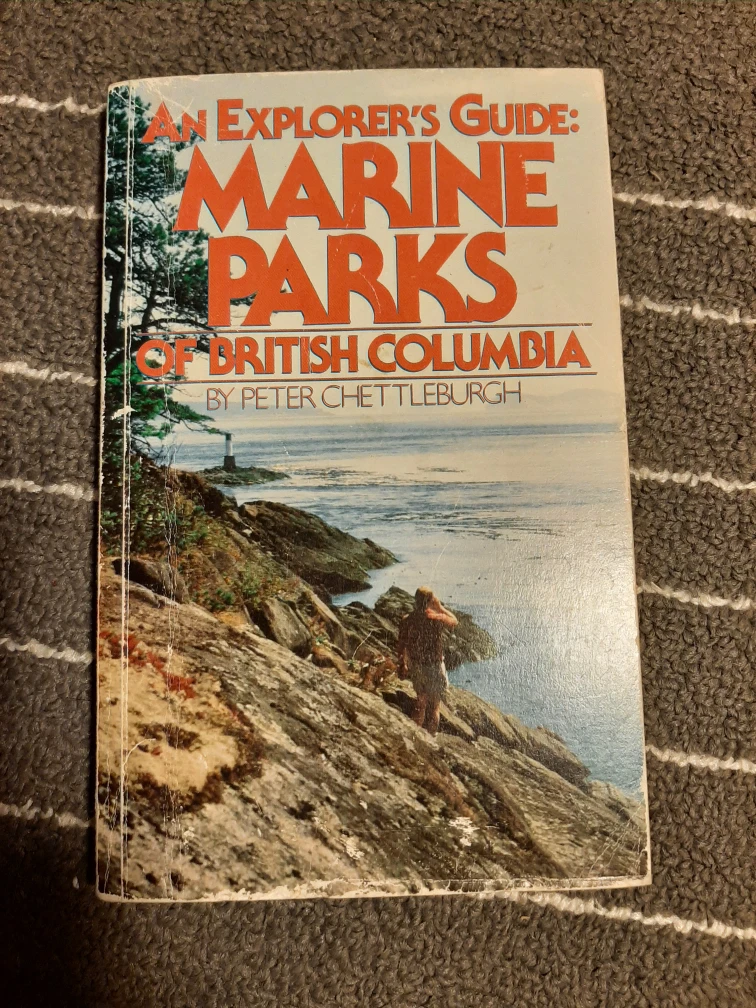 AN EXPLORER'S GUIDE:
MARINE
PARKS
OF BRITISH COLUMBIA
BY PETER CHETTLEBURGH